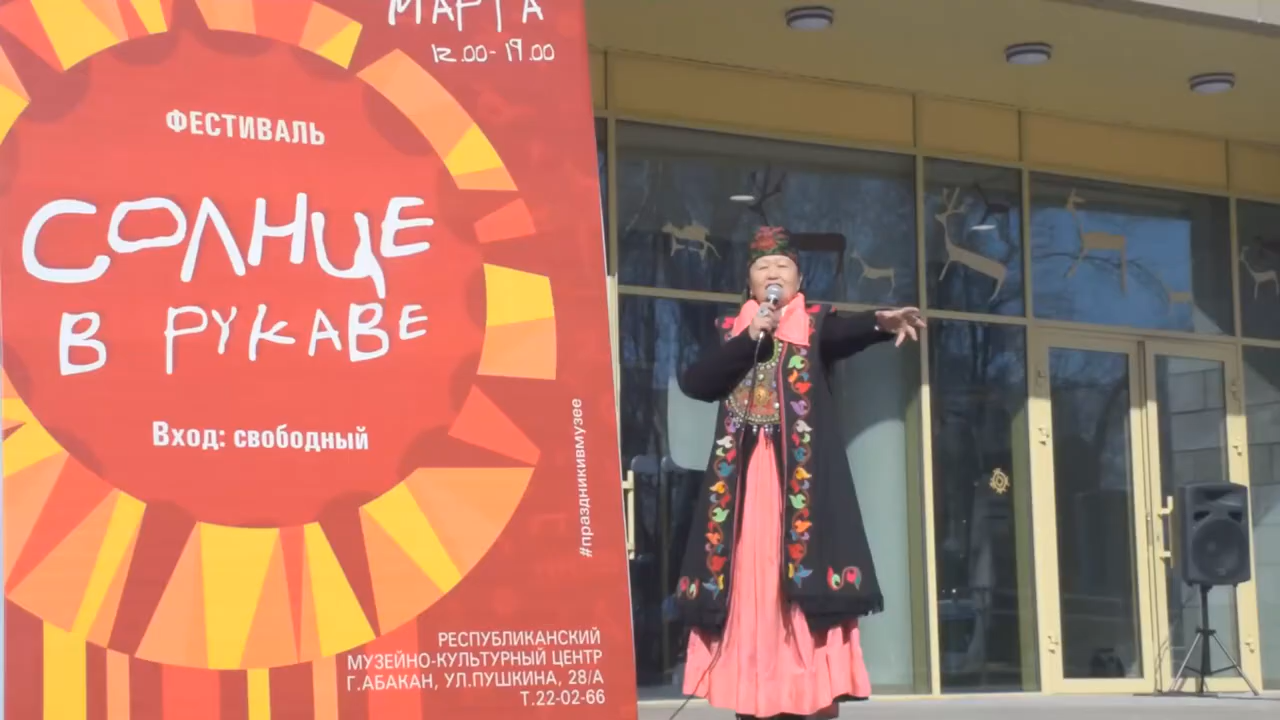 МАРТА
12.00-19.00
ФЕСТИВАЛЬ
СОЛНЦЕ
В РУКАВЕ
Вход: свободный
#праздникивмузее
РЕСПУБЛИКАНСКИЙ
МУЗЕЙНО-КУЛЬТУРНЫЙ ЦЕНТР
Г.АБАКАН, УЛ.ПУШКИНА, 28/А
Т.22-02-66